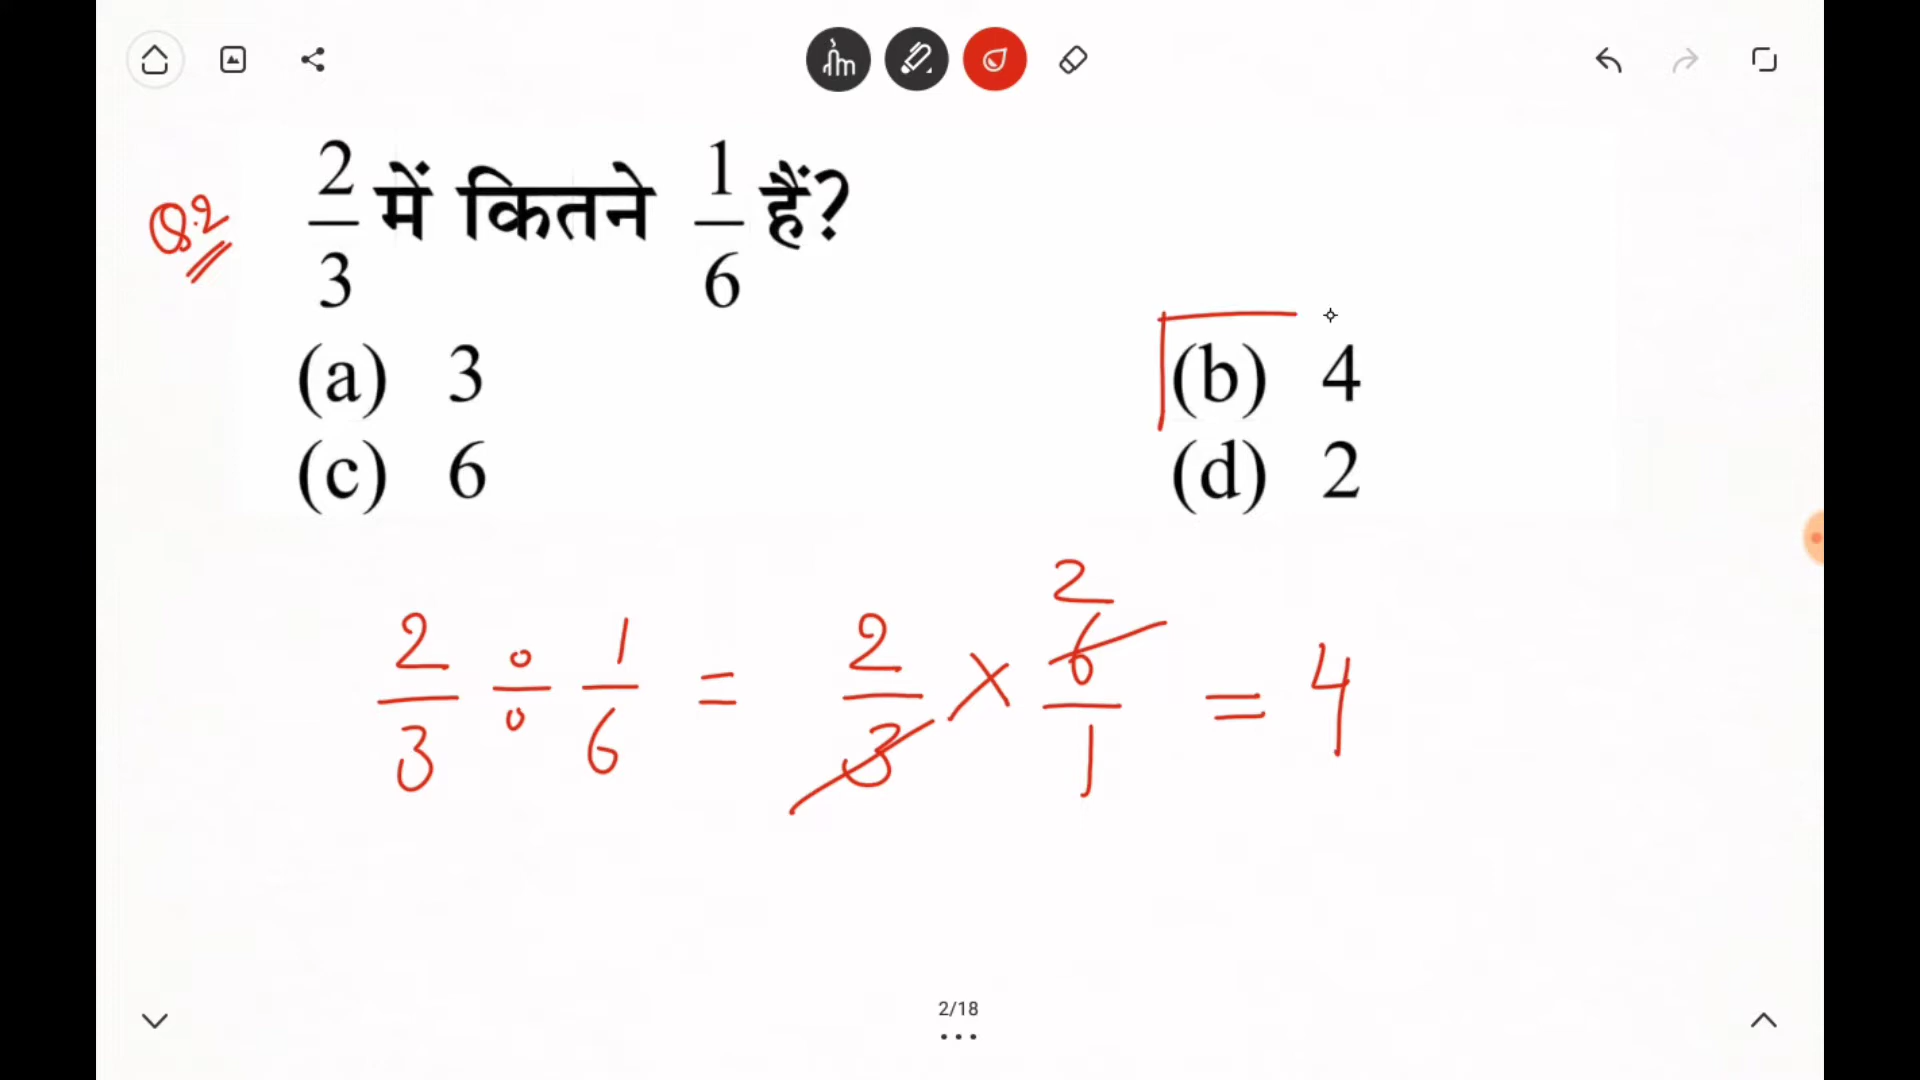 Q.2 2/3 में कितने 1/6 हैं?
(a) 3 (b) 4
(c) 6 (d) 2
2/3 ÷ 1/6 = 2/3 × 6/1 = 4
2
2/18